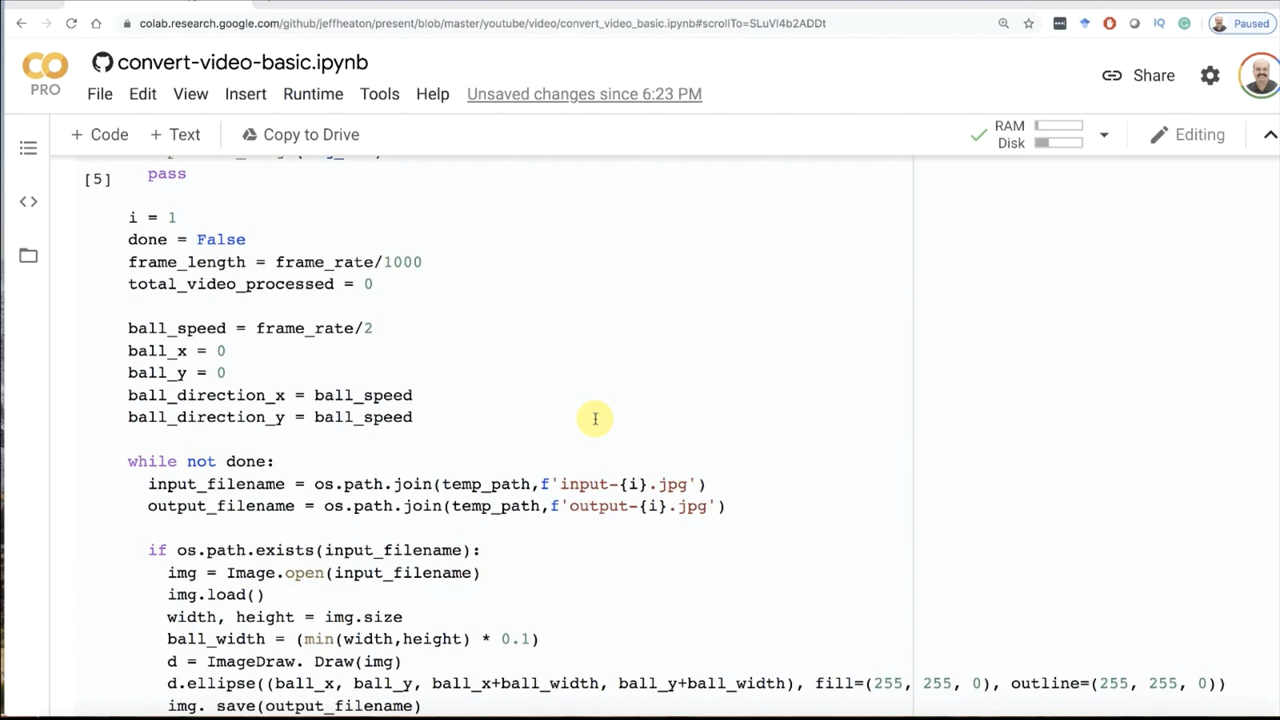 colab.research.google.com/github/jeffheaton/present/blob/master/youtube/video/convert_video_basic.ipynb#scrollTo=SLuVl4b2ADDt
IQ
Paused
CO
PRO
convert-video-basic.ipynb
Share
File Edit View Insert Runtime Tools Help Unsaved changes since 6:23 PM
+ Code + Text Copy to Drive
RAM
Disk
Editing
[5] pass
i = 1
done = False
frame_length = frame_rate/1000
total_video_processed = 0
ball_speed = frame_rate/2
ball_x = 0
ball_y = 0
ball_direction_x = ball_speed
ball_direction_y = ball_speed
while not done:
input_filename = os.path.join(temp_path,f'input-{i}.jpg')
output_filename = os.path.join(temp_path,f'output-{i}.jpg')
if os.path.exists(input_filename):
img = Image.open(input_filename)
img.load()
width, height = img.size
ball_width = (min(width,height) * 0.1)
d = ImageDraw. Draw(img)
d.ellipse((ball_x, ball_y, ball_x+ball_width, ball_y+ball_width), fill=(255, 255, 0), outline=(255, 255, 0))
img. save(output_filename)